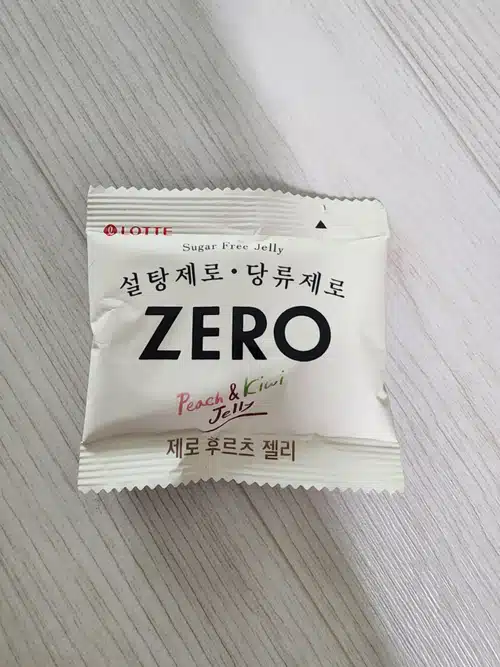 LOTTE
Sugar Free Jelly
설탕제로·당류제로
ZERO
Peach & Kiwi
Jelly
제로 후르츠 젤리